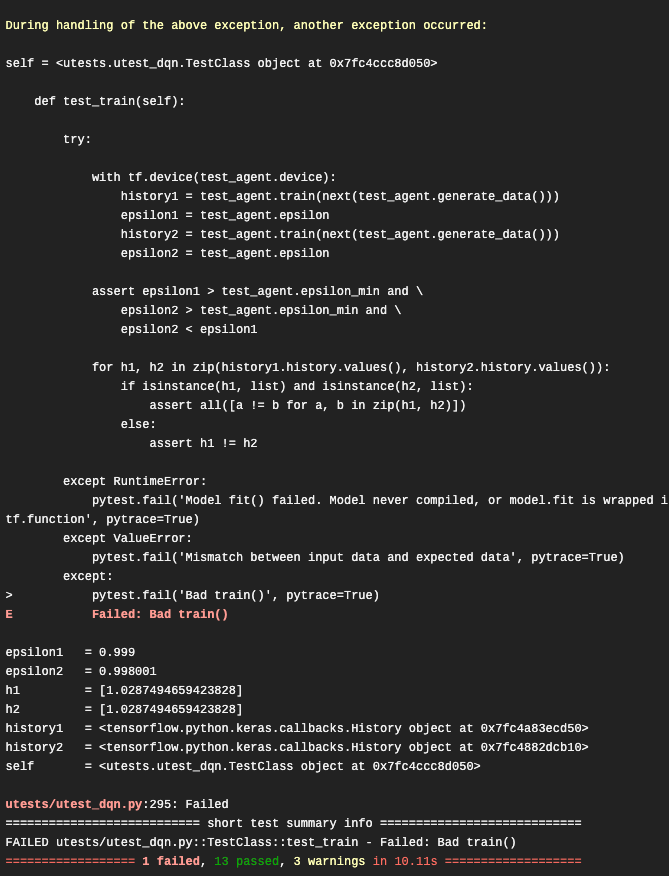 During handling of the above exception, another exception occurred:
self = <utests.utest_dqn.TestClass object at 0x7fc4ccc8d050>
def test_train(self):
try:
with tf.device(test_agent.device):
history1 = test_agent.train(next(test_agent.generate_data()))
epsilon1 = test_agent.epsilon
history2 = test_agent.train(next(test_agent.generate_data()))
epsilon2 = test_agent.epsilon
assert epsilon1 > test_agent.epsilon_min and \
epsilon2 > test_agent.epsilon_min and \
epsilon2 < epsilon1
for h1, h2 in zip(history1.history.values(), history2.history.values()):
if isinstance(h1, list) and isinstance(h2, list):
assert all([a != b for a, b in zip(h1, h2)])
else:
assert h1 != h2
except RuntimeError:
pytest.fail('Model fit() failed. Model never compiled, or model.fit is wrapped i
tf.function', pytrace=True)
except ValueError:
pytest.fail('Mismatch between input data and expected data', pytrace=True)
except:
> pytest.fail('Bad train()', pytrace=True)
E Failed: Bad train()
epsilon1 = 0.999
epsilon2 = 0.998001
h1 = [1.0287494659423828]
h2 = [1.0287494659423828]
history1 = <tensorflow.python.keras.callbacks.History object at 0x7fc4a83ecd50>
history2 = <tensorflow.python.keras.callbacks.History object at 0x7fc4882dcb10>
self = <utests.utest_dqn.TestClass object at 0x7fc4ccc8d050>
utests/utest_dqn.py:295: Failed
=========================== short test summary info ============================
FAILED utests/utest_dqn.py::TestClass::test_train - Failed: Bad train()
================== 1 failed, 13 passed, 3 warnings in 10.11s ===================